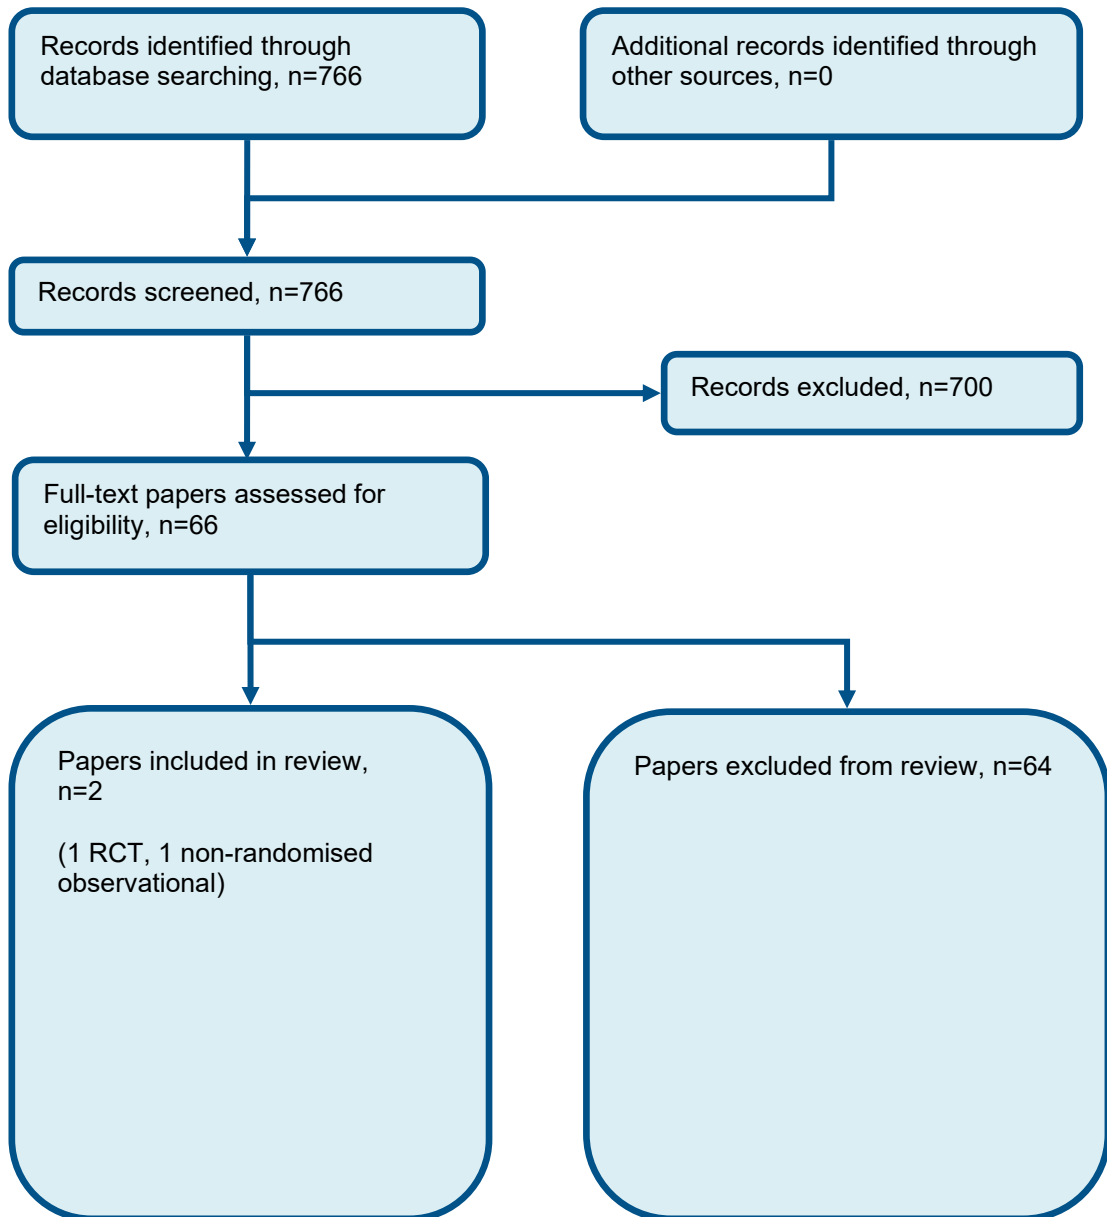 Records identified through
database searching, n=766
Additional records identified through
other sources, n=0
Records screened, n=766
Records excluded, n=700
Full-text papers assessed for
eligibility, n=66
Papers included in review,
n=2
(1 RCT, 1 non-randomised
observational)
Papers excluded from review, n=64